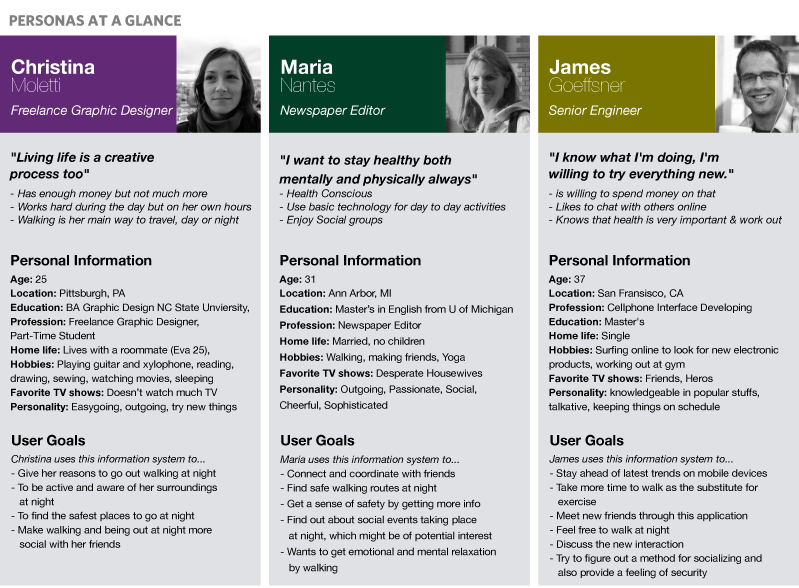 PERSONAS AT A GLANCE
Christina
Moletti
Freelance Graphic Designer
"Living life is a creative
process too"
- Has enough money but not much more
- Works hard during the day but on her own hours
- Walking is her main way to travel, day or night
Personal Information
Age: 25
Location: Pittsburgh, PA
Education: BA Graphic Design NC State Unviersity,
Profession: Freelance Graphic Designer,
Part-Time Student
Home life: Lives with a roommate (Eva 25),
Hobbies: Playing guitar and xylophone, reading,
drawing, sewing, watching movies, sleeping
Favorite TV shows: Doesn't watch much TV
Personality: Easygoing, outgoing, try new things
User Goals
Christina uses this information system to...
- Give her reasons to go out walking at night
- To be active and aware of her surroundings
at night
- To find the safest places to go at night
- Make walking and being out at night more
social with her friends
Maria
Nantes
Newspaper Editor
"I want to stay healthy both
mentally and physically always"
- Health Conscious
- Use basic technology for day to day activities
- Enjoy Social groups
Personal Information
Age: 31
Location: Ann Arbor, MI
Education: Master's in English from U of Michigan
Profession: Newspaper Editor
Home life: Married, no children
Hobbies: Walking, making friends, Yoga
Favorite TV shows: Desperate Housewives
Personality: Outgoing, Passionate, Social,
Cheerful, Sophisticated
User Goals
Maria uses this information system to...
- Connect and coordinate with friends
- Find safe walking routes at night
- Get a sense of safety by getting more info
- Find out about social events taking place
at night, which might be of potential interest
- Wants to get emotional and mental relaxation
by walking
James
Goeffsner
Senior Engineer
"I know what I'm doing, I'm
willing to try everything new."
- is willing to spend money on that
- Likes to chat with others online
- Knows that health is very important & work out
Personal Information
Age: 37
Location: San Fransisco, CA
Profession: Cellphone Interface Developing
Education: Master's
Home life: Single
Hobbies: Surfing online to look for new electronic
products, working out at gym
Favorite TV shows: Friends, Heros
Personality: knowledgeable in popular stuffs,
talkative, keeping things on schedule
User Goals
James uses this information system to...
- Stay ahead of latest trends on mobile devices
- Take more time to walk as the substitute for
exercise
- Meet new friends through this application
- Feel free to walk at night
- Discuss the new interaction
- Try to figure out a method for socializing and
also provide a feeling of security